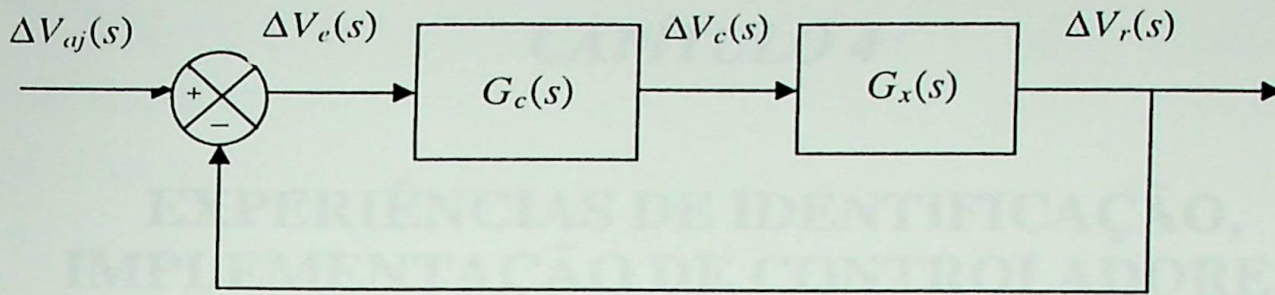 ΔV_aj(s) ΔV_e(s) ΔV_c(s) ΔV_r(s)
+ G_c(s) G_x(s)
−
CAPÍTULO 4
EXPERIÊNCIAS DE IDENTIFICAÇÃO,
IMPLEMENTAÇÃO DE CONTROLADORE